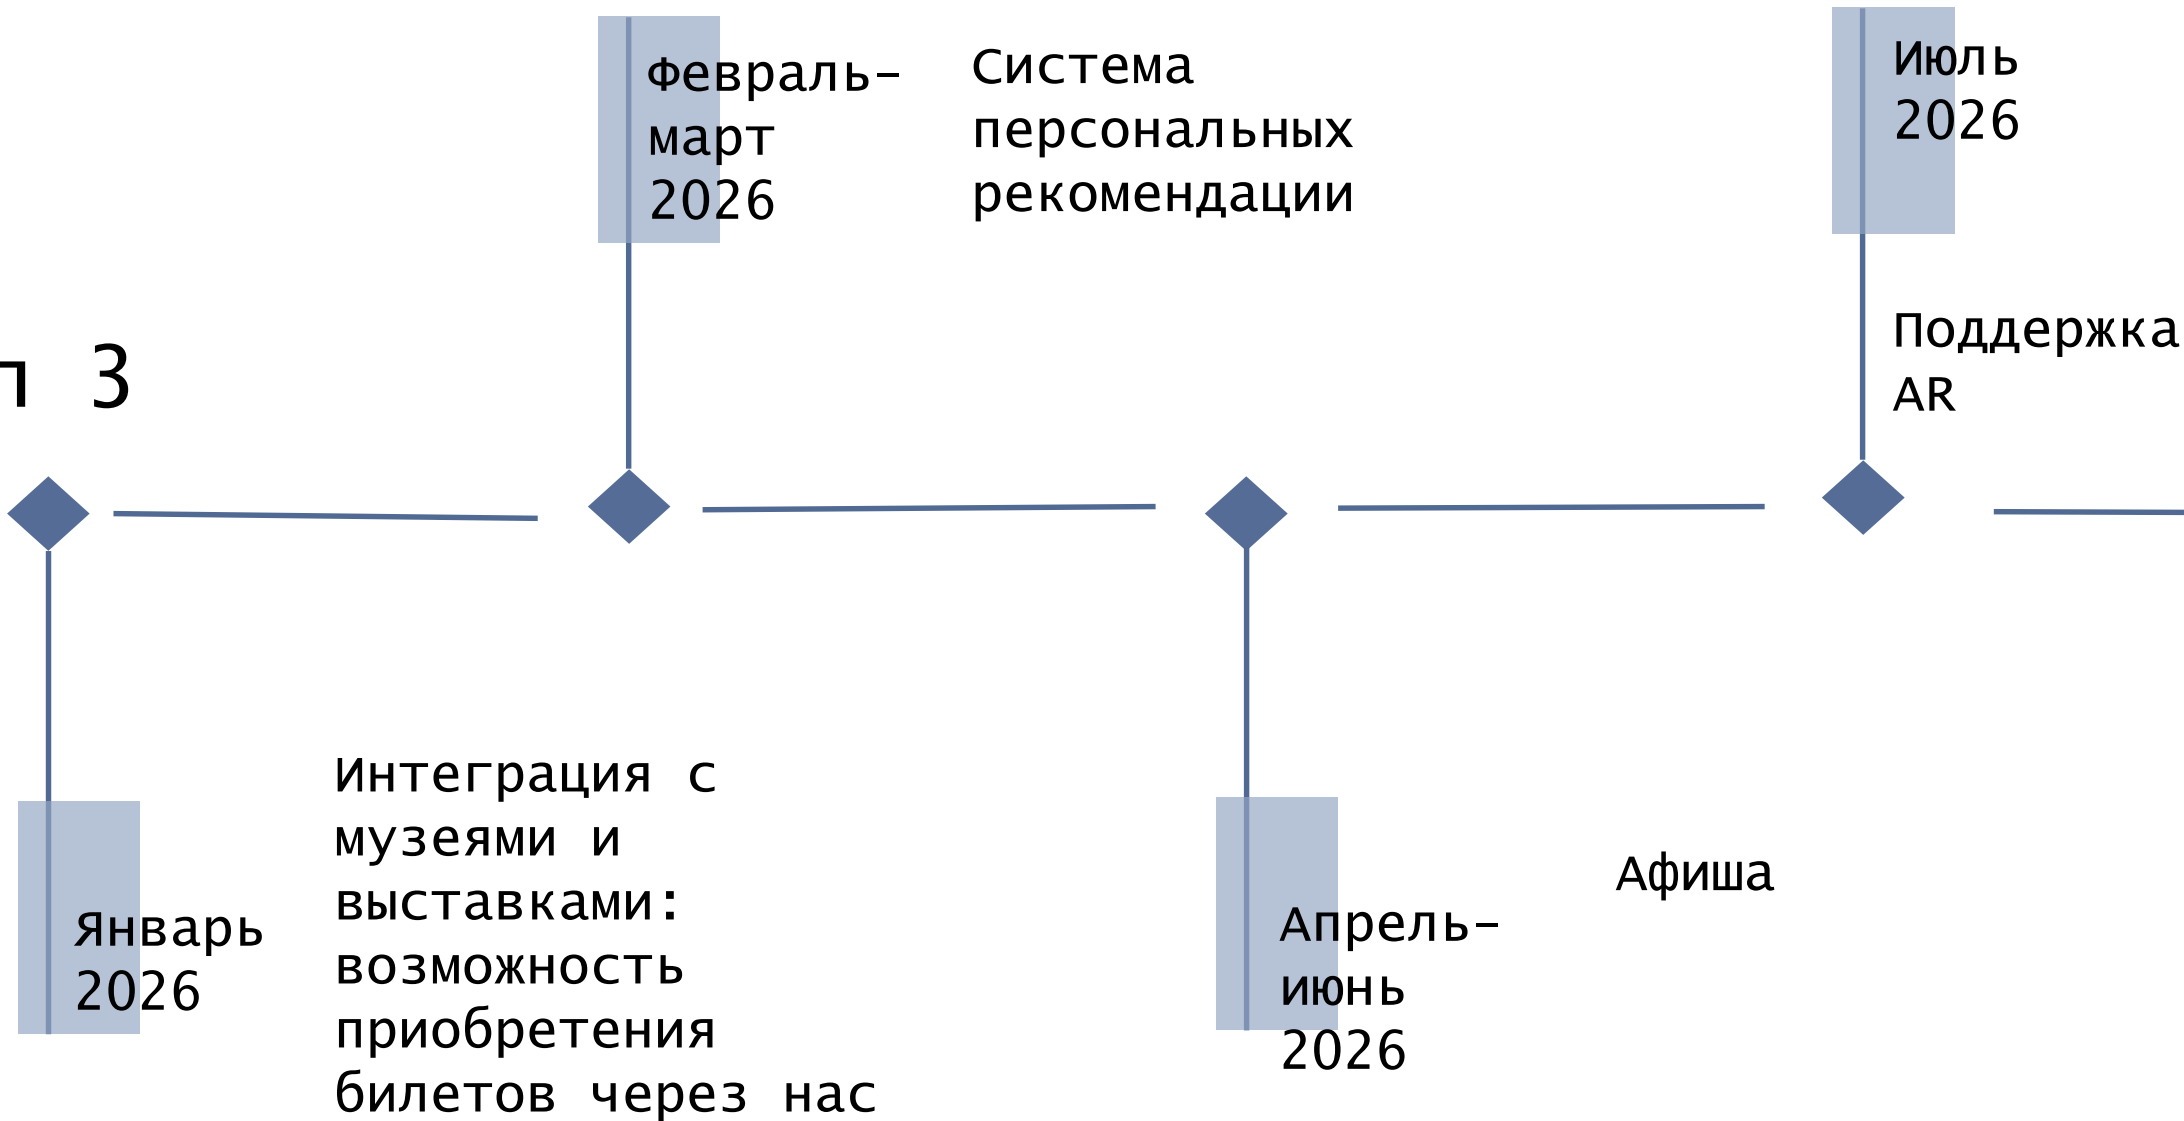 Февраль-
март
2026
Система
персональных
рекомендации
Июль
2026
Поддержка
AR
п 3
Январь
2026
Интеграция с
музеями и
выставками:
возможность
приобретения
билетов через нас
Апрель-
июнь
2026
Афиша